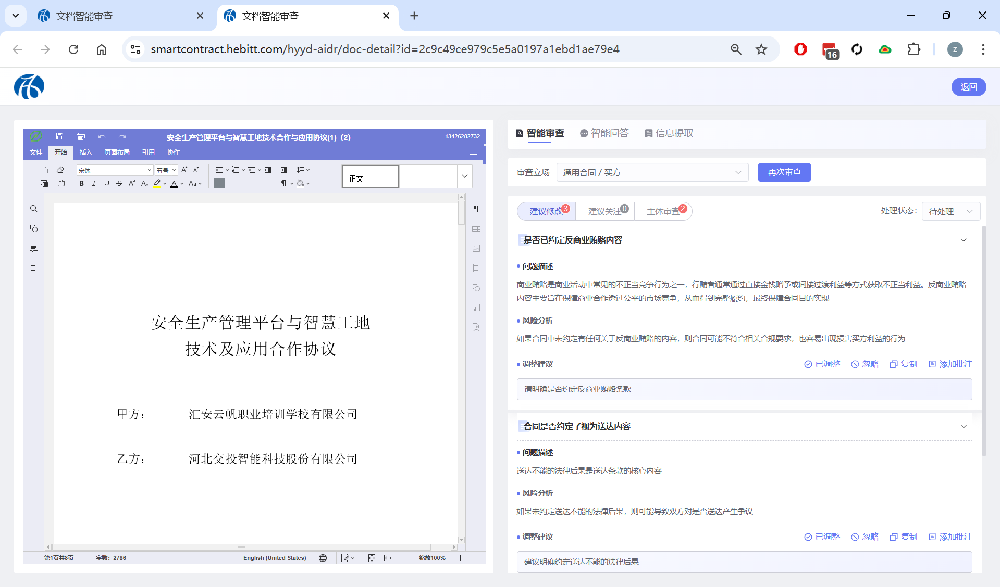 文档智能审查
文档智能审查
smartcontract.hebitt.com/hyyd-aidr/doc-detail?id=2c9c49ce979c5e5a0197a1ebd1ae79e4
16
z
返回
安全生产管理平台与智慧工地技术合作与应用协议(1)  (2)
13426282732
文件 开始 插入 页面布局 引用 协作
宋体 五号
正文
安全生产管理平台与智慧工地
技术及应用合作协议
甲方： 汇安云帆职业培训学校有限公司
乙方： 河北交投智能科技股份有限公司
第1页共8页 字数： 2786 English (United States) 缩放100%
智能审查 智能问答 信息提取
审查立场 通用合同 / 买方 再次审查
建议修改 3 建议关注 0 主体审查 2 处理状态: 待处理
是否已约定反商业贿赂内容
问题描述
商业贿赂是商业活动中常见的不正当竞争行为之一，行贿者通常通过直接金钱赠予或间接过渡利益等方式获取不正当利益。反商业贿赂
内容主要旨在保障商业合作透过公平的市场竞争，从而得到完整履约，最终保障合同目的实现
风险分析
如果合同中未约定有任何关于反商业贿赂的内容，则合同可能不符合相关合规要求，也容易出现损害买方利益的行为
调整建议 已调整 忽略 复制 添加批注
请明确是否约定反商业贿赂条款
合同是否约定了视为送达内容
问题描述
送达不能的法律后果是送达条款的核心内容
风险分析
如果未约定送达不能的法律后果，则可能导致双方对是否送达产生争议
调整建议 已调整 忽略 复制 添加批注
建议明确约定送达不能的法律后果